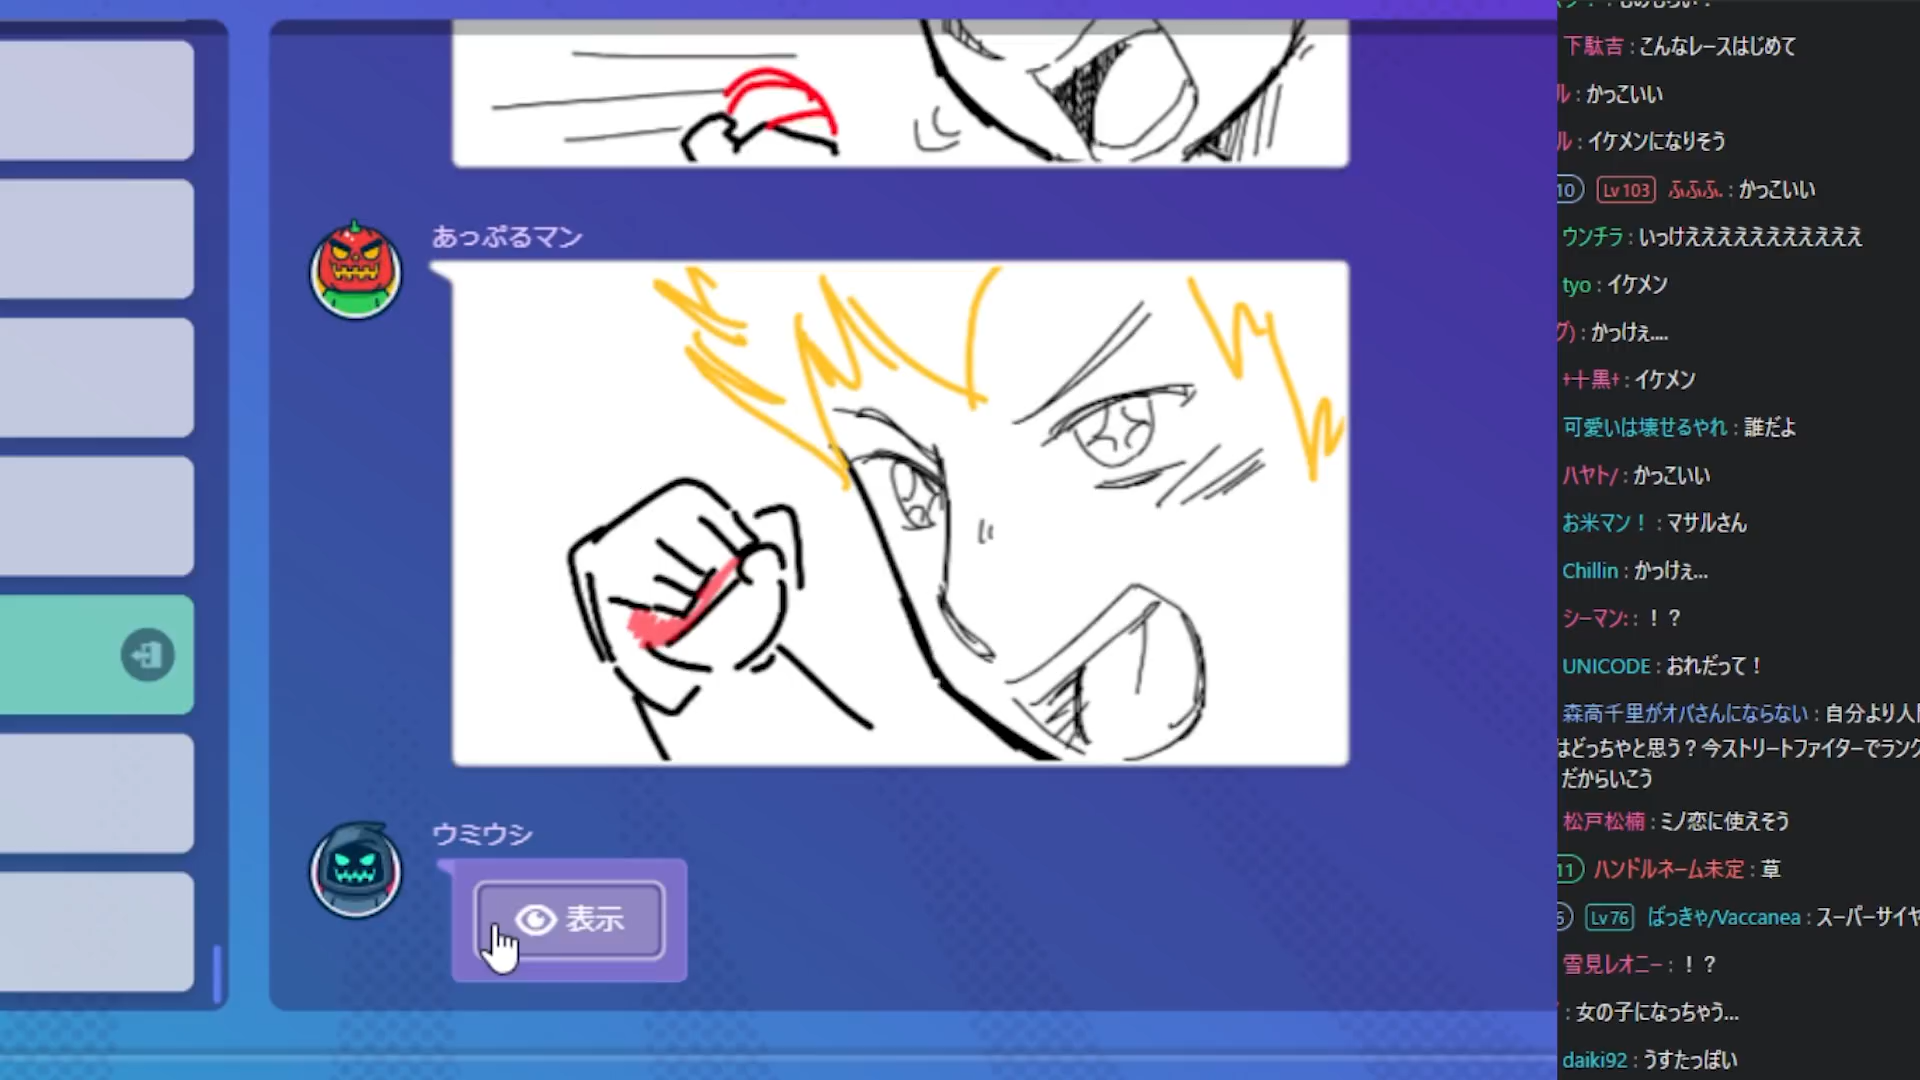 あっぷるマン
ウミウシ
表示
下駄吉 : こんなレースはじめて
ル : かっこいい
ル : イケメンになりそう
10 Lv 103 ふふふ. : かっこいい
ウンチラ : いっけえええええええええええ
tyo : イケメン
グ) : かっけぇ....
十黒 : イケメン
可愛いは壊せるやれ : 誰だよ
ハヤト/ : かっこいい
お米マン! : マサルさん
Chillin : かっけぇ...
シーマン: : ! ?
UNICODE : おれだって!
森高千里がオバさんにならない : 自分より人
はどっちやと思う?今ストリートファイターでランク
だからいこう
松戸松楠 : ミノ恋に使えそう
11 ハンドルネーム未定 : 草
6 Lv 76 ばっきゃ/Vaccanea : スーパーサイヤ
雪見レオニー : ! ?
: 女の子になっちゃう...
daiki92 : うすたっぽい